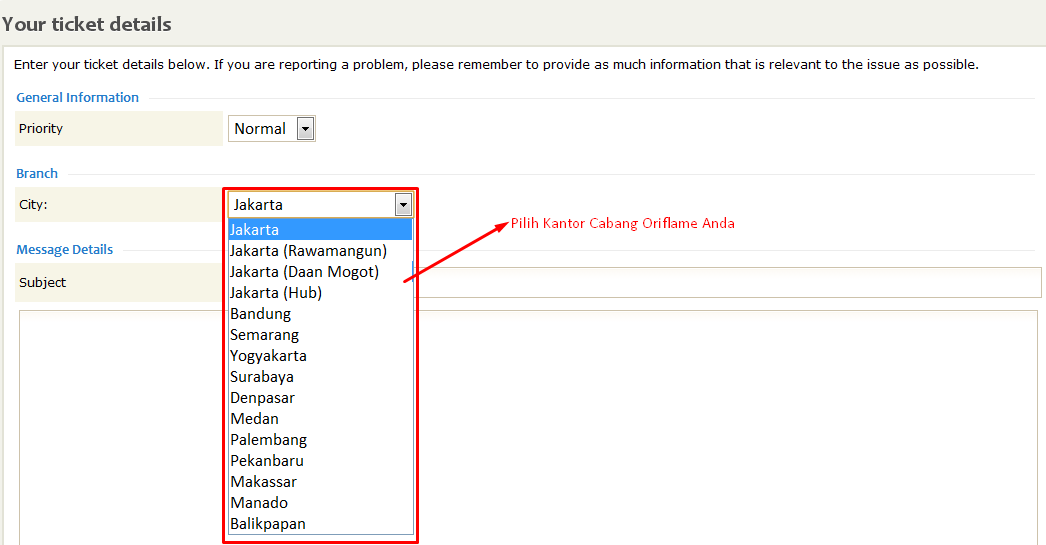 Your ticket details
Enter your ticket details below. If you are reporting a problem, please remember to provide as much information that is relevant to the issue as possible.
General Information
Priority
Normal
Branch
City:
Jakarta
Jakarta
Pilih Kantor Cabang Oriflame Anda
Jakarta (Rawamangun)
Message Details
Jakarta (Daan Mogot)
Subject
Jakarta (Hub)
Bandung
Semarang
Yogyakarta
Surabaya
Denpasar
Medan
Palembang
Pekanbaru
Makassar
Manado
Balikpapan